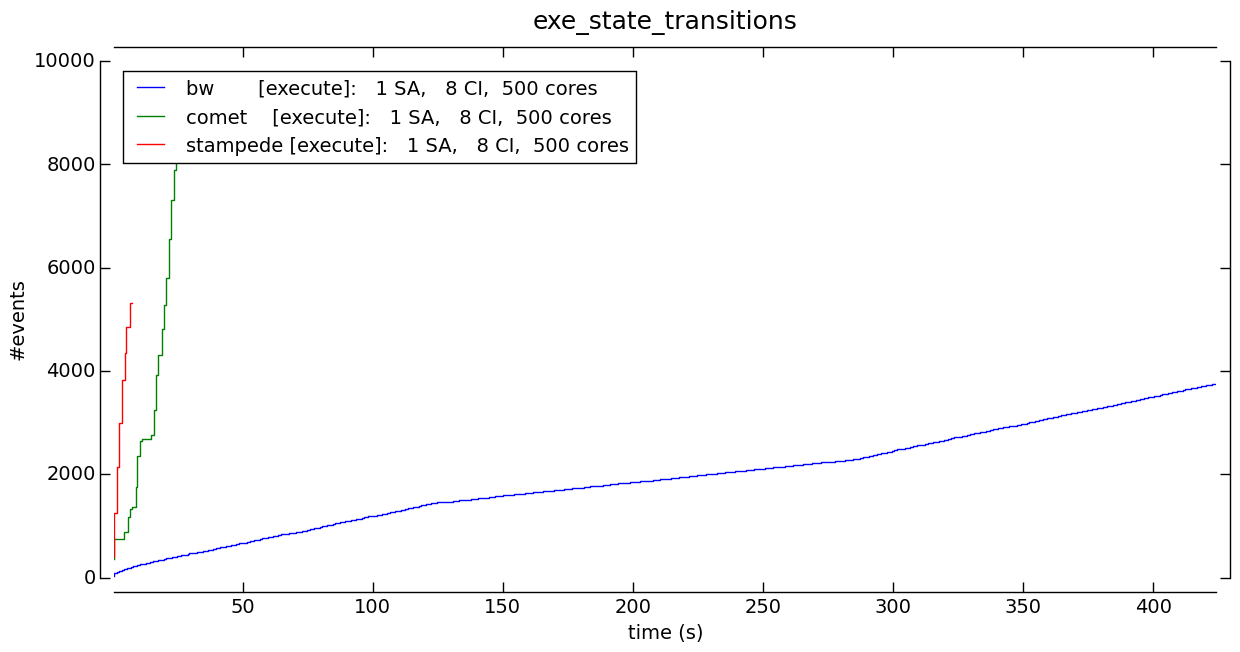 exe_state_transitions
10000
8000
6000
4000
2000
0
#events
bw [execute]: 1 SA, 8 CI, 500 cores
comet [execute]: 1 SA, 8 CI, 500 cores
stampede [execute]: 1 SA, 8 CI, 500 cores
50 100 150 200 250 300 350 400
time (s)